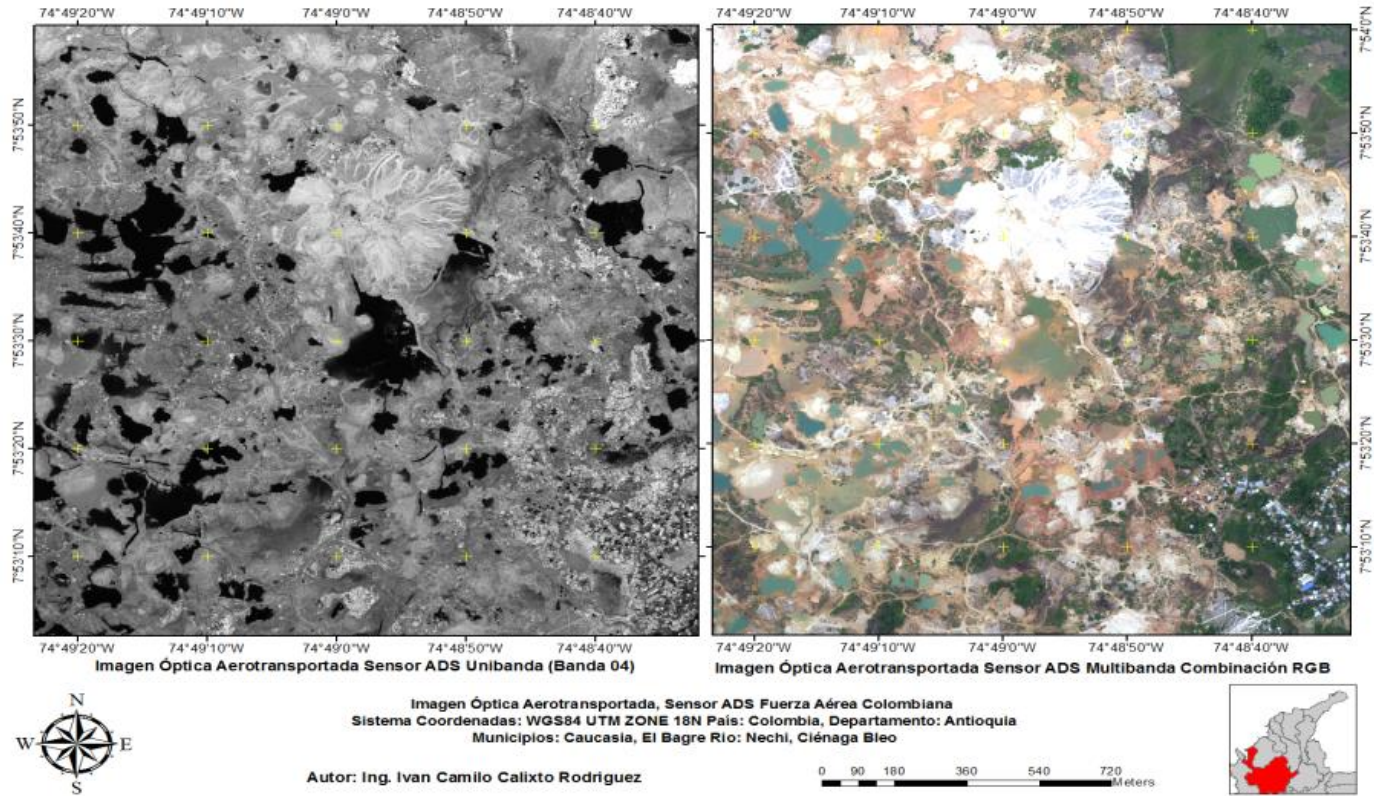 74°49'20"W 74°49'10"W 74°49'0"W 74°48'50"W 74°48'40"W
74°49'20"W 74°49'10"W 74°49'0"W 74°48'50"W 74°48'40"W
7°53'50"N
7°53'40"N
7°53'30"N
7°53'20"N
7°53'10"N
7°54'0"N
7°53'50"N
7°53'40"N
7°53'30"N
7°53'20"N
7°53'10"N
74°49'20"W 74°49'10"W 74°49'0"W 74°48'50"W 74°48'40"W
74°49'20"W 74°49'10"W 74°49'0"W 74°48'50"W 74°48'40"W
Imagen Óptica Aerotransportada Sensor ADS Unibanda (Banda 04)
Imagen Óptica Aerotransportada Sensor ADS Multibanda Combinación RGB
N
W E
S
Imagen Óptica Aerotransportada, Sensor ADS Fuerza Aérea Colombiana
Sistema Coordenadas: WGS84 UTM ZONE 18N País: Colombia, Departamento: Antioquia
Municipios: Caucasia, El Bagre Rio: Nechi, Ciénaga Bleo
Autor: Ing. Ivan Camilo Calixto Rodriguez
0 90 180 360 540 720
Meters